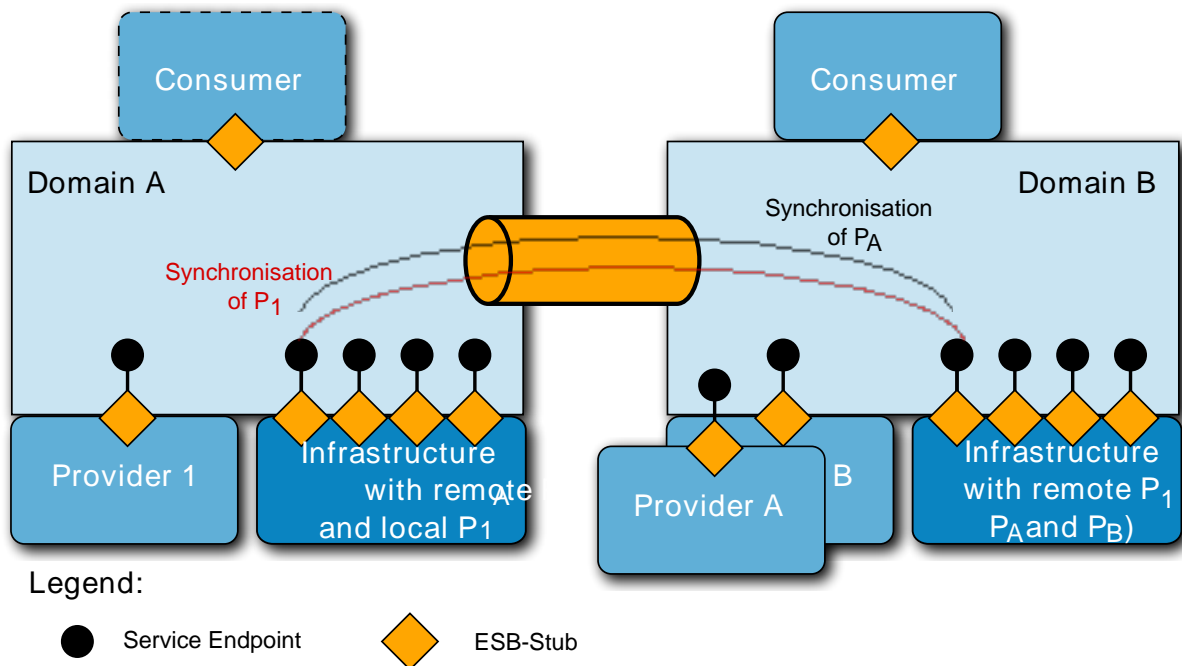 Consumer
Consumer
Domain A
Domain B
Synchronisation
of PA
Synchronisation
of P1
Provider 1
Infrastructure
with remote A
and local P1
Provider A
B
Infrastructure
with remote P1
PA and PB)
Legend:
Service Endpoint
ESB-Stub